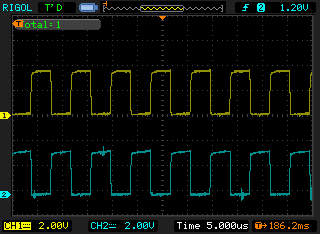 RIGOL T'D f 2 1.20V
Total: 1
1
2
CH1 2.00V CH2 2.00V Time 5.000us T→186.2ms